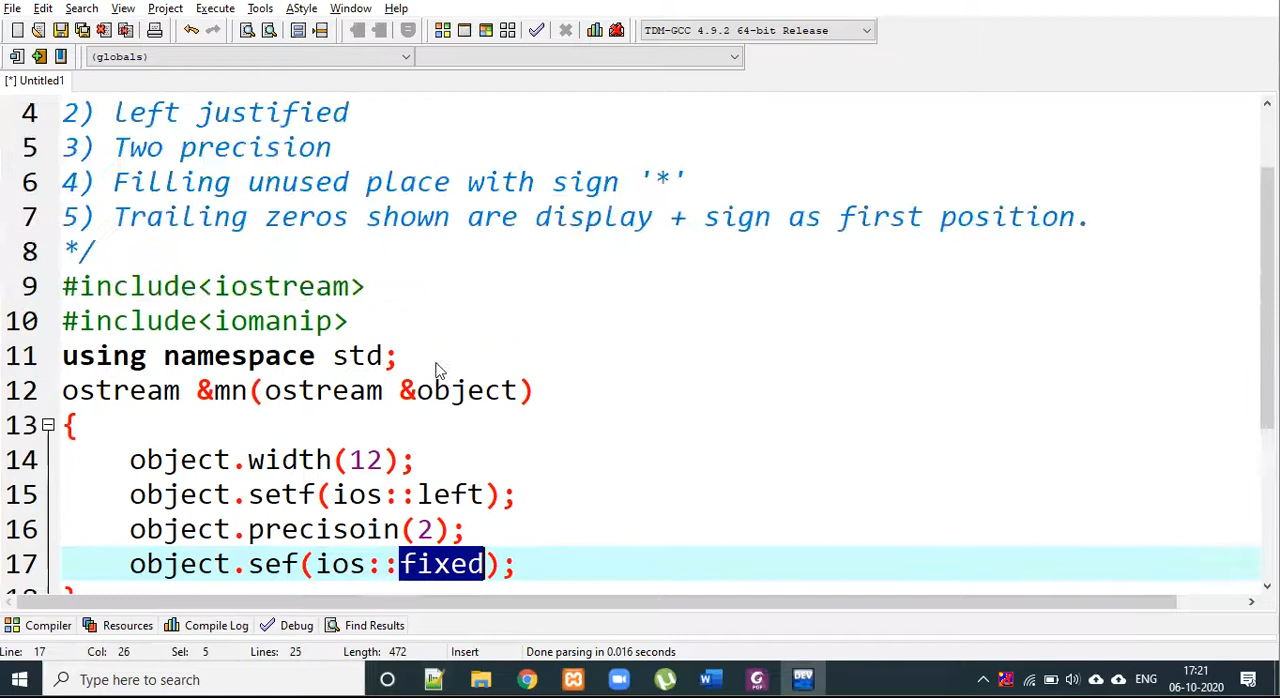 File Edit Search View Project Execute Tools AStyle Window Help
TDM-GCC 4.9.2 64-bit Release
(globals)
[*] Untitled1
4 2) left justified
5 3) Two precision
6 4) Filling unused place with sign '*'
7 5) Trailing zeros shown are display + sign as first position.
8 */
9 #include<iostream>
10 #include<iomanip>
11 using namespace std;
12 ostream &mn(ostream &object)
13 {
14 object.width(12);
15 object.setf(ios::left);
16 object.precisoin(2);
17 object.sef(ios::fixed);
Compiler Resources Compile Log Debug Find Results
Line: 17 Col: 26 Sel: 5 Lines: 25 Length: 472 Insert Done parsing in 0.016 seconds
Type here to search
ENG
17:21
06-10-2020